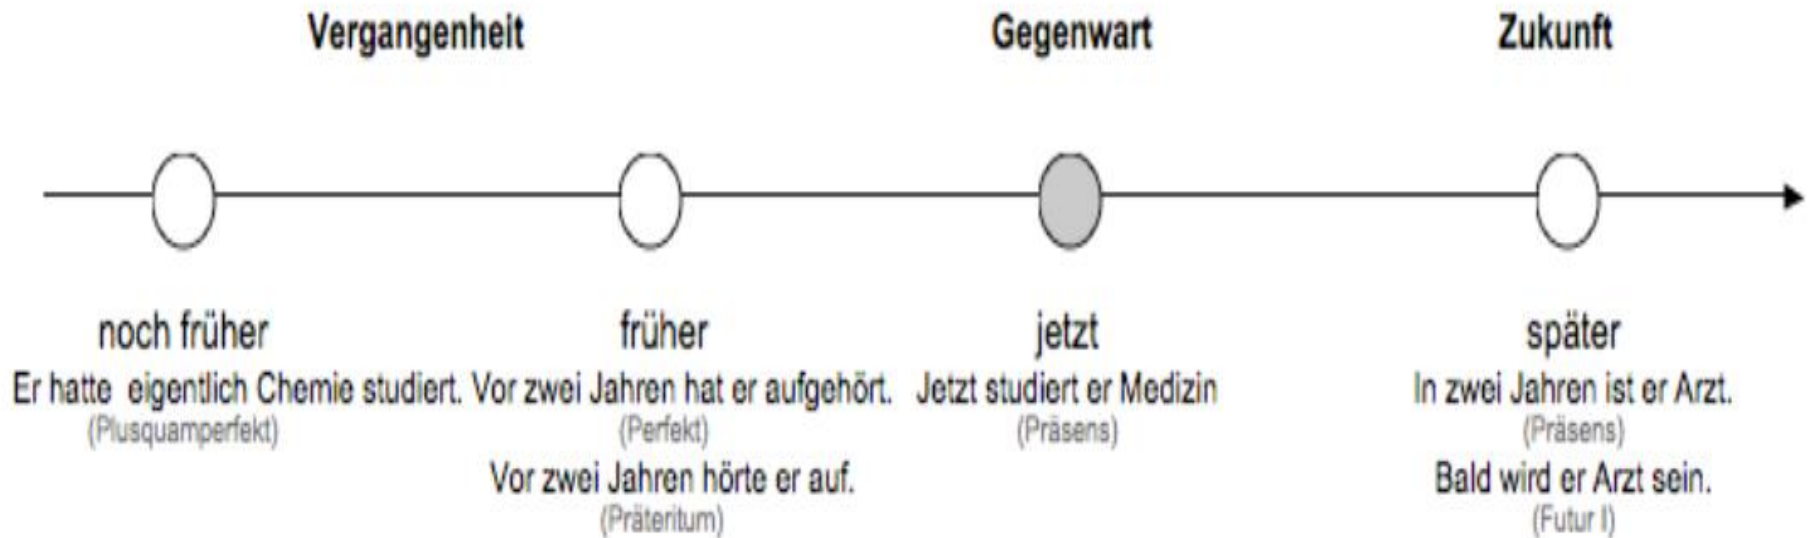 Vergangenheit Gegenwart Zukunft
noch früher früher jetzt später
Er hatte eigentlich Chemie studiert. Vor zwei Jahren hat er aufgehört. Jetzt studiert er Medizin In zwei Jahren ist er Arzt.
(Plusquamperfekt) (Perfekt) (Präsens) (Präsens)
Vor zwei Jahren hörte er auf. Bald wird er Arzt sein.
(Präteritum) (Futur I)